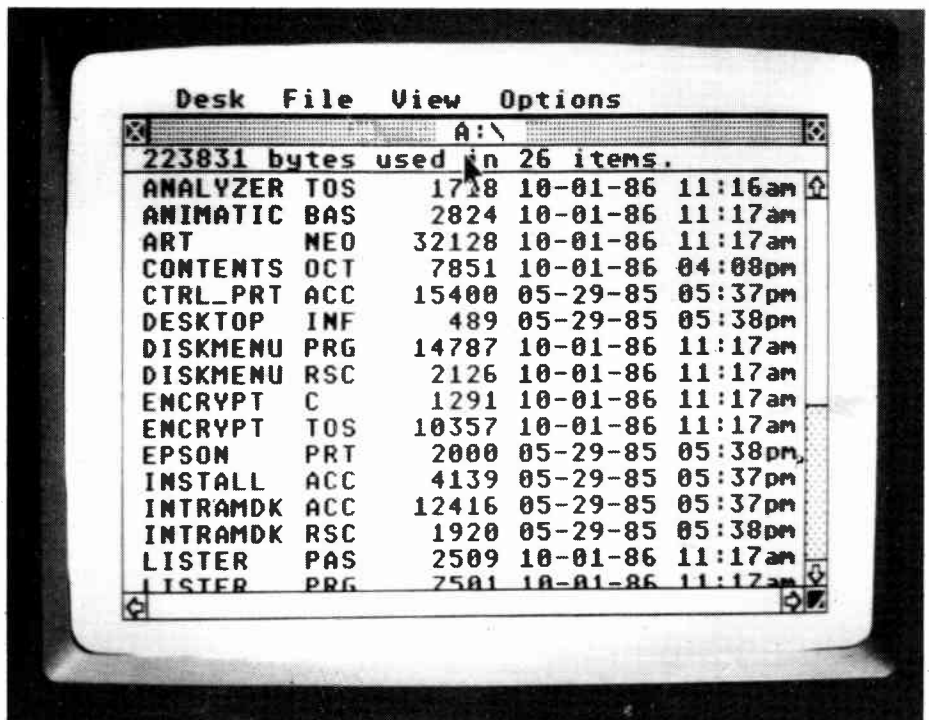 Desk File View Options
A:\
223831 bytes used in 26 items.
ANALYZER TOS 10-01-86 11:16am
ANIMATIC BAS 2824 10-01-86 11:17am
ART NEO 32128 10-01-86 11:17am
CONTENTS OCT 7851 10-01-86 04:08pm
CTRL_PRT ACC 15400 05-29-85 05:37pm
DESKTOP INF 489 05-29-85 05:38pm
DISKMENU PRG 14787 10-01-86 11:17am
DISKMENU RSC 2126 10-01-86 11:17am
ENCRYPT C 1291 10-01-86 11:17am
ENCRYPT TOS 10357 10-01-86 11:17am
EPSON PRT 2000 05-29-85 05:38pm
INSTALL ACC 4139 05-29-85 05:37pm
INTRAMDK ACC 12416 05-29-85 05:37pm
INTRAMDK RSC 1920 05-29-85 05:38pm
LISTER PAS 2509 10-01-86 11:17am
LISTER PRG 10-01-86 11:17am